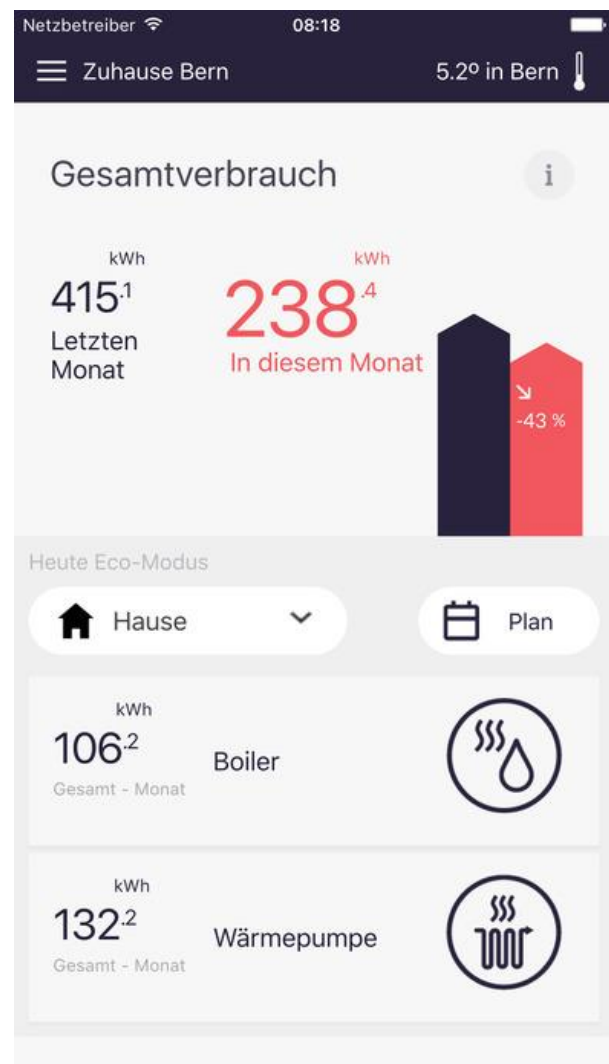 Netzbetreiber 08:18
Zuhause Bern 5.2º in Bern
Gesamtverbrauch i
kWh kWh
415.1 238.4
Letzten
Monat
In diesem Monat
-43 %
Heute Eco-Modus
Hause Plan
kWh
106.2 Boiler
Gesamt - Monat
kWh
132.2 Wärmepumpe
Gesamt - Monat